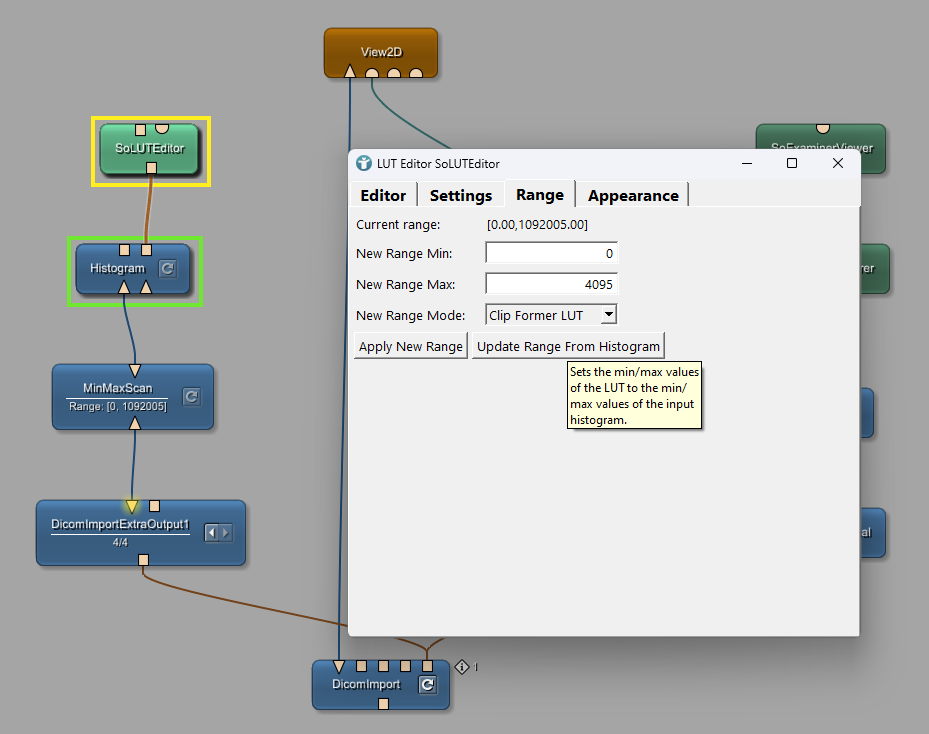 View2D
SoLUTEditor
SoExaminerViewer
LUT Editor SoLUTEditor
Editor
Settings
Range
Appearance
Current range: [0.00,1092005.00]
New Range Min: 0
New Range Max: 4095
New Range Mode: Clip Former LUT
Apply New Range
Update Range From Histogram
Sets the min/max values
of the LUT to the min/
max values of the input
histogram.
Histogram
rer
MinMaxScan
Range: [0, 1092005]
DicomImportExtraOutput1
4/4
al
DicomImport
1